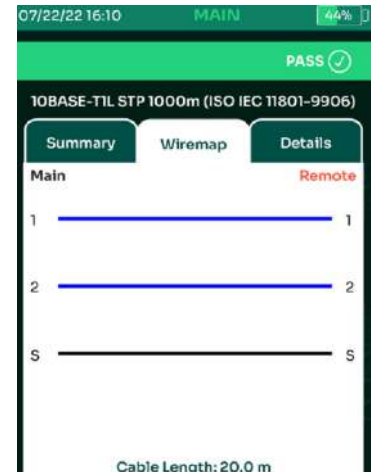 07/22/22 16:10 MAIN 44%
PASS
10BASE-T1L STP 1000m (ISO IEC 11801-9906)
Summary Wiremap Details
Main Remote
1 1
2 2
S S
Cable Length: 20.0 m